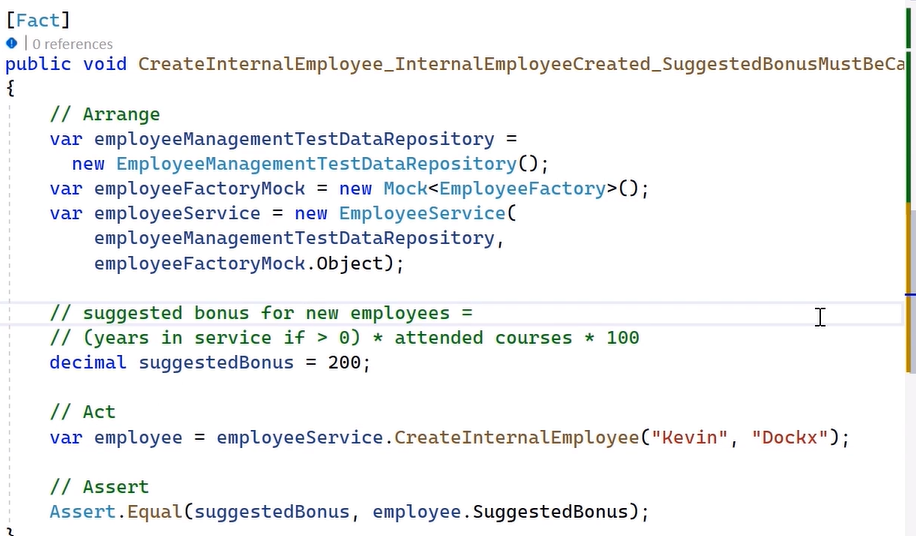 [Fact]
0 references
public void CreateInternalEmployee_InternalEmployeeCreated_SuggestedBonusMustBeCa
{
// Arrange
var employeeManagementTestDataRepository =
new EmployeeManagementTestDataRepository();
var employeeFactoryMock = new Mock<EmployeeFactory>();
var employeeService = new EmployeeService(
employeeManagementTestDataRepository,
employeeFactoryMock.Object);
// suggested bonus for new employees =
// (years in service if > 0) * attended courses * 100
decimal suggestedBonus = 200;
// Act
var employee = employeeService.CreateInternalEmployee("Kevin", "Dockx");
// Assert
Assert.Equal(suggestedBonus, employee.SuggestedBonus);
}